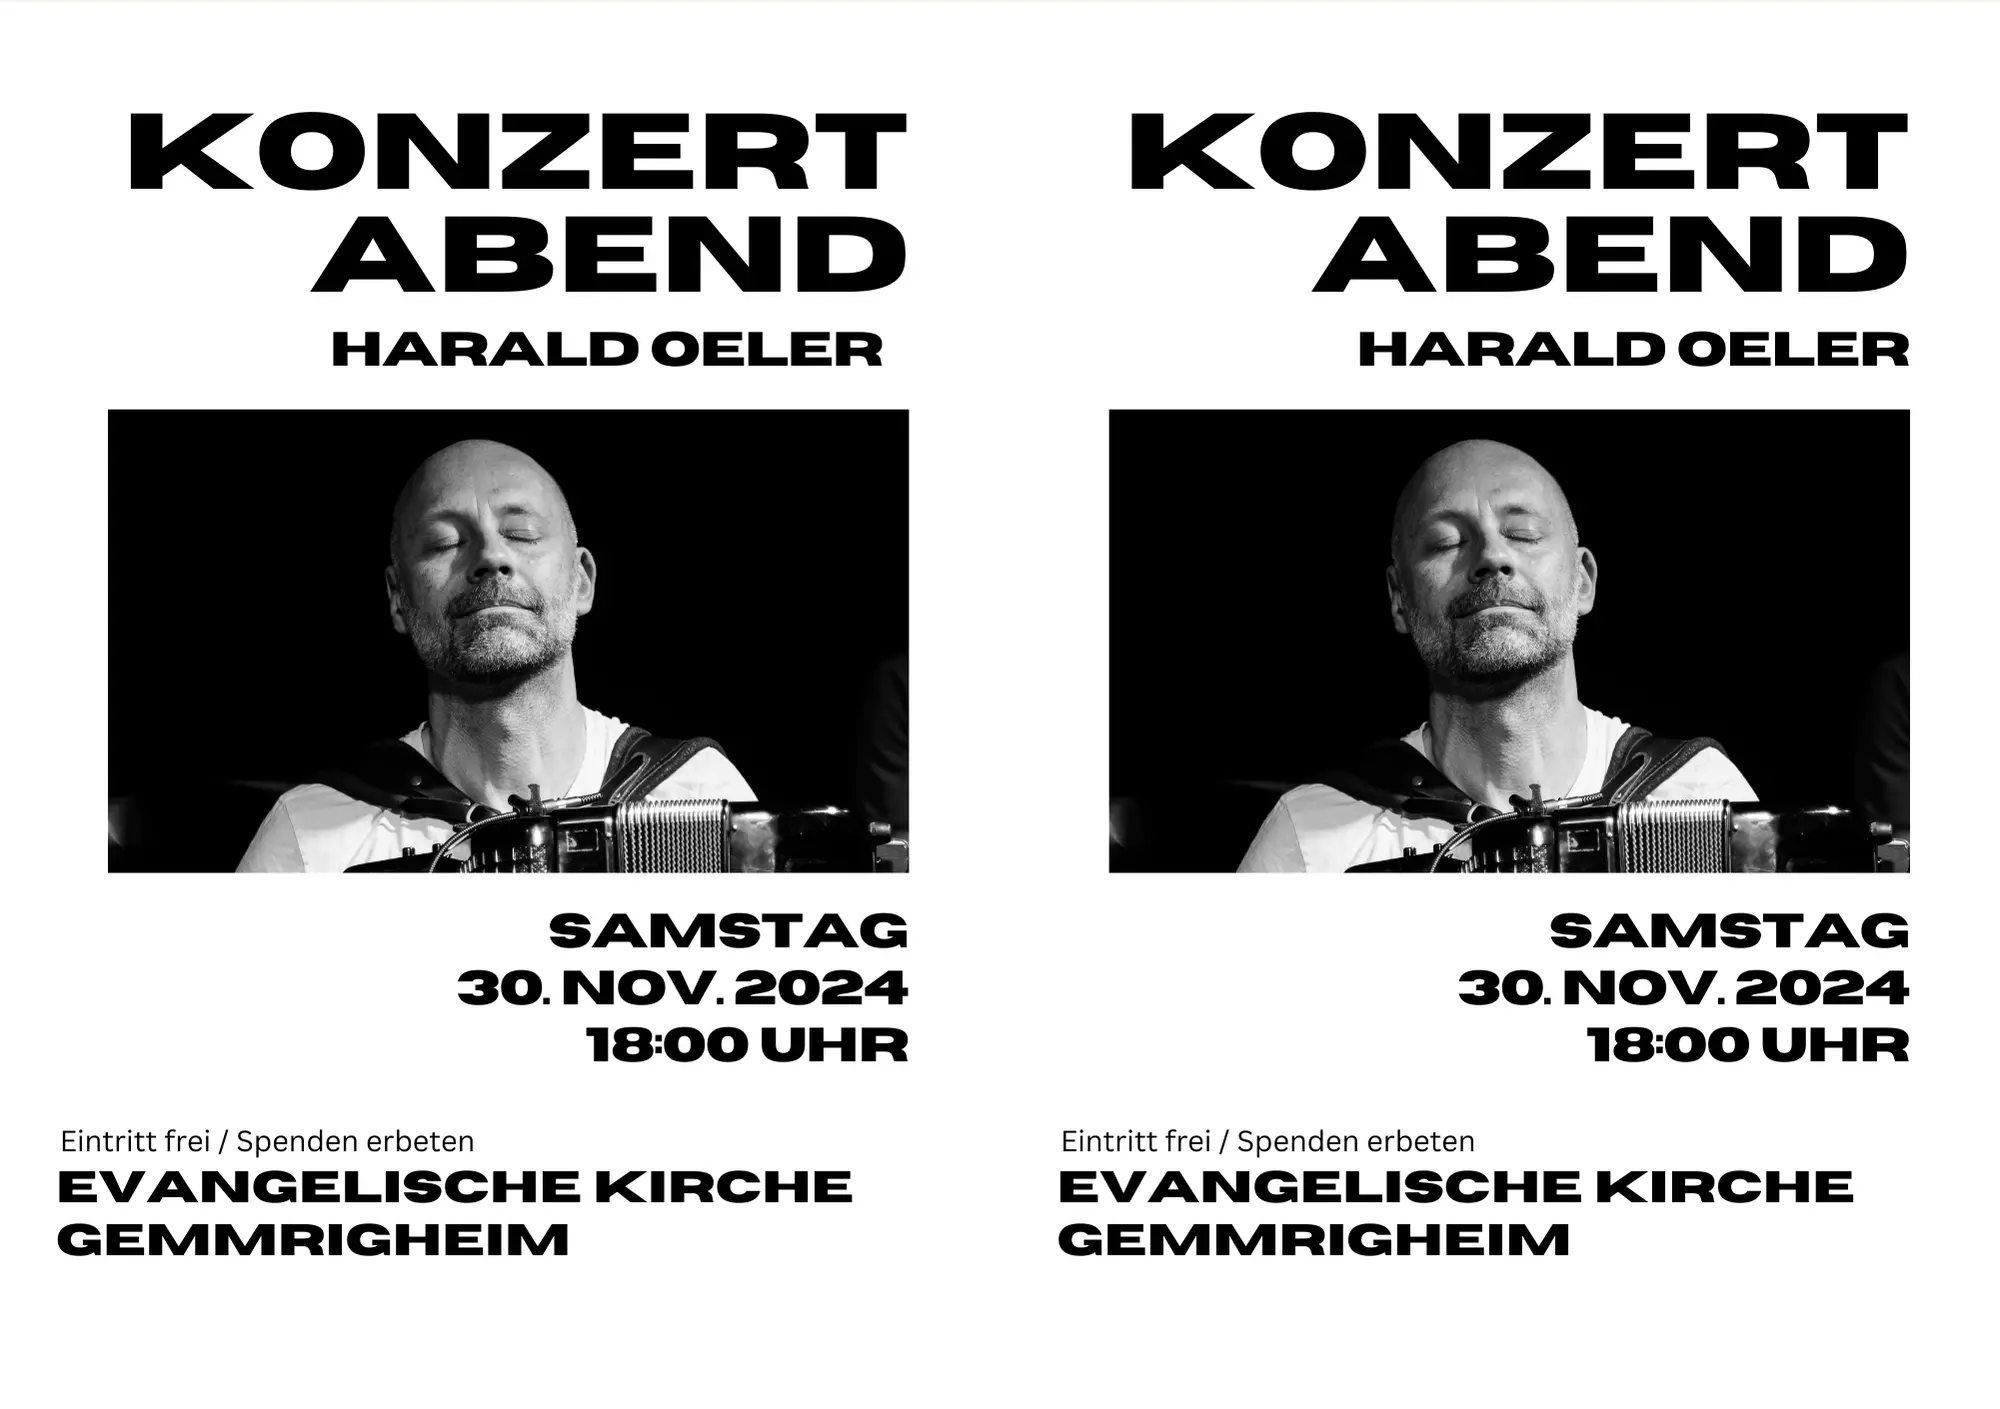 KONZERT
ABEND
HARALD OELER
SAMSTAG
30. NOV. 2024
18:00 UHR
Eintritt frei / Spenden erbeten
EVANGELISCHE KIRCHE
GEMMRIGHEIM
KONZERT
ABEND
HARALD OELER
SAMSTAG
30. NOV. 2024
18:00 UHR
Eintritt frei / Spenden erbeten
EVANGELISCHE KIRCHE
GEMMRIGHEIM